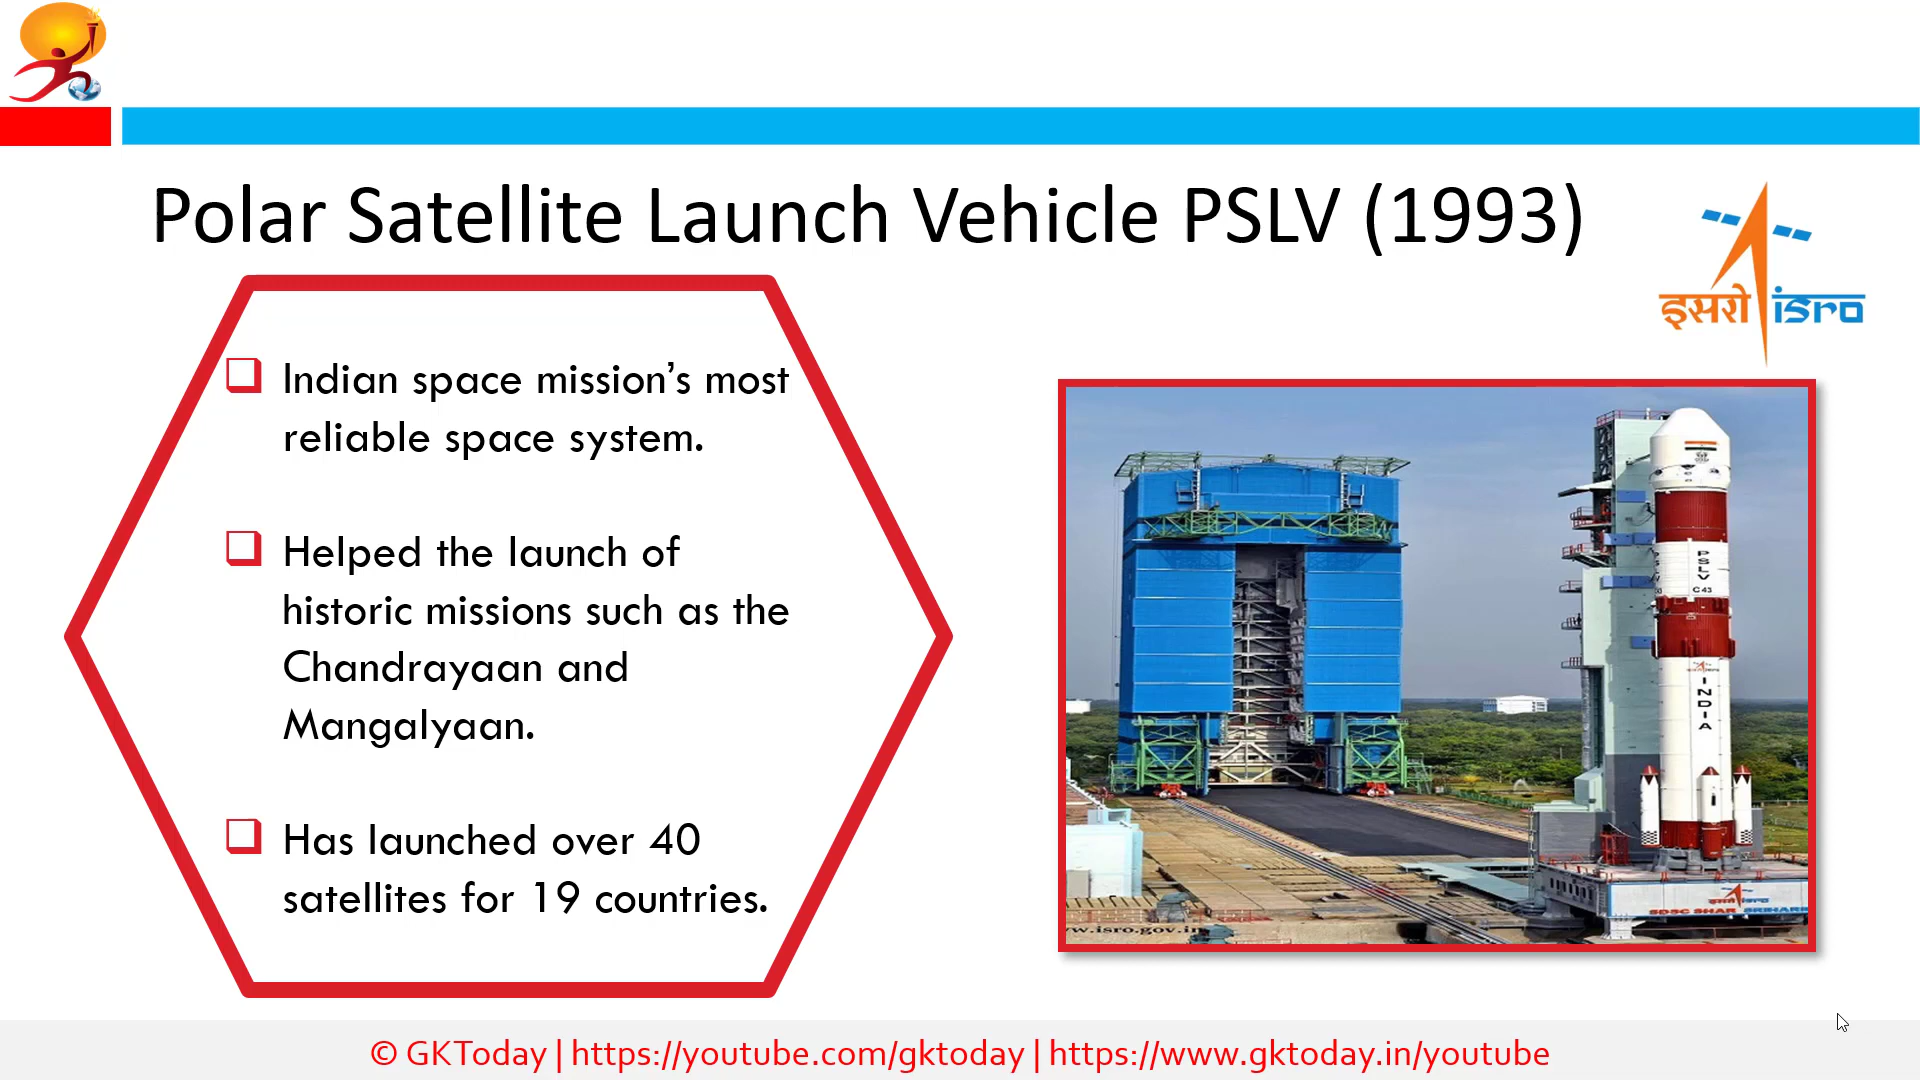 Polar Satellite Launch Vehicle PSLV (1993)
इसरो isro
❑ Indian space mission’s most
reliable space system.
❑ Helped the launch of
historic missions such as the
Chandrayaan and
Mangalyaan.
❑ Has launched over 40
satellites for 19 countries.
PSLV
C43
INDIA
SDSC SHAR
w.isro.gov.in
© GKToday | https://youtube.com/gktoday | https://www.gktoday.in/youtube